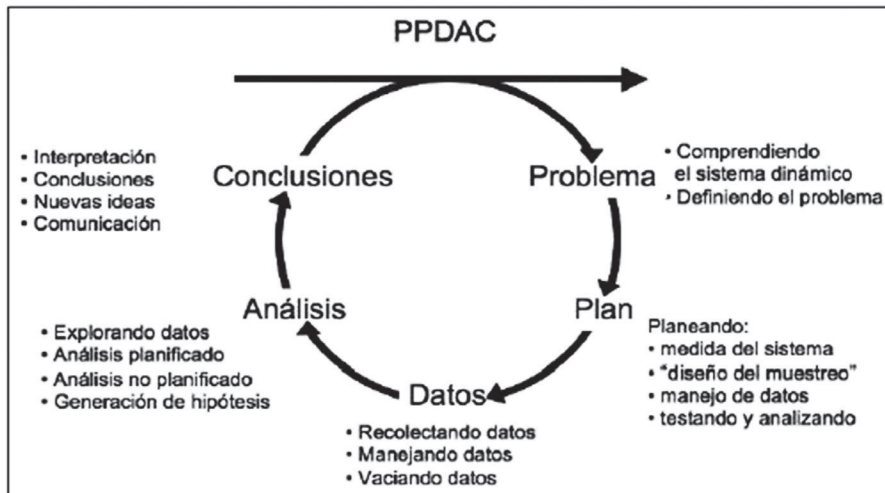 PPDAC
Conclusiones
• Interpretación
• Conclusiones
• Nuevas ideas
• Comunicación
Problema
• Comprendiendo
el sistema dinámico
• Definiendo el problema
Plan
Planeando:
• medida del sistema
• “diseño del muestreo”
• manejo de datos
• testando y analizando
Datos
• Recolectando datos
• Manejando datos
• Vaciando datos
Análisis
• Explorando datos
• Análisis planificado
• Análisis no planificado
• Generación de hipótesis